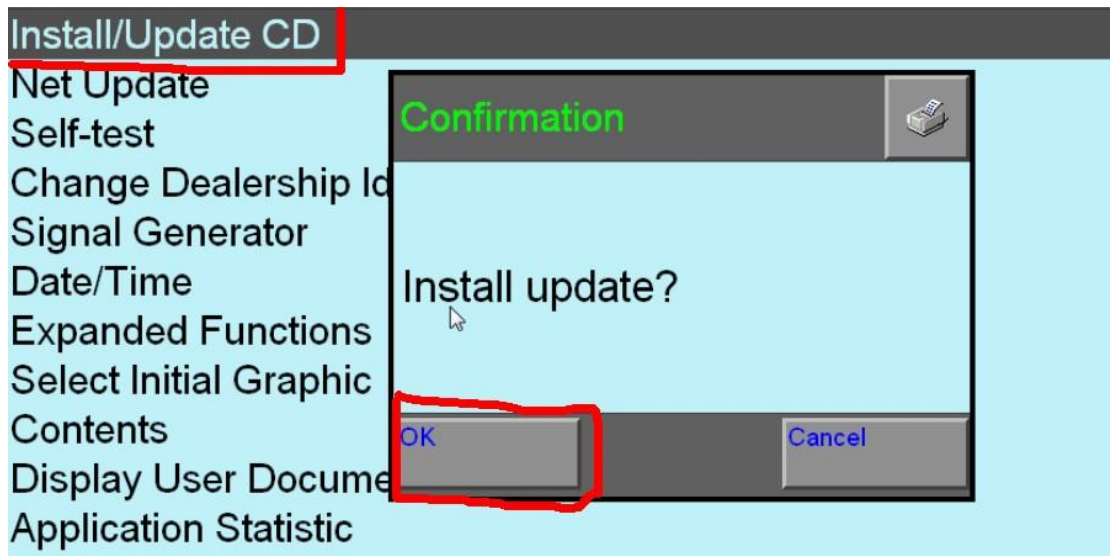 Install/Update CD
Net Update
Self-test
Change Dealership Id
Signal Generator
Date/Time
Expanded Functions
Select Initial Graphic
Contents
Display User Docume
Application Statistic
Confirmation
Install update?
OK
Cancel